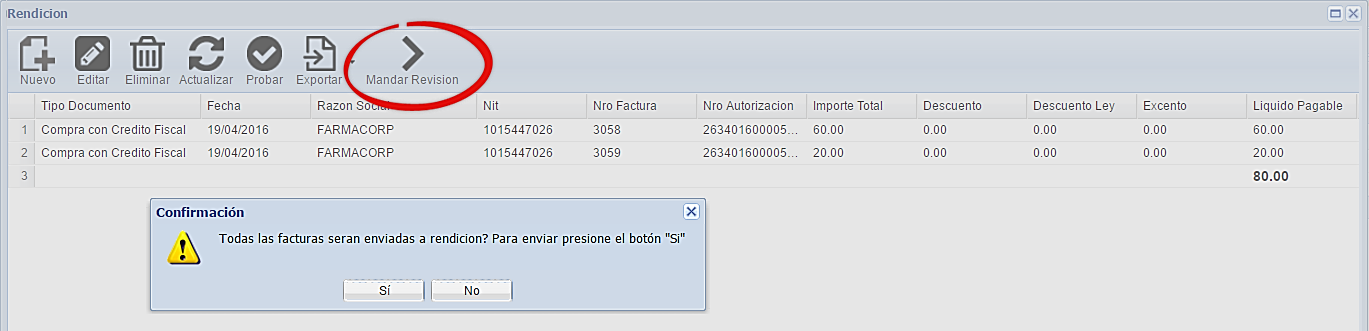 Rendicion
Nuevo Editar Eliminar Actualizar Probar Exportar Mandar Revision
Tipo Documento Fecha Razon Social Nit Nro Factura Nro Autorizacion Importe Total Descuento Descuento Ley Excento Liquido Pagable
1 Compra con Credito Fiscal 19/04/2016 FARMACORP 1015447026 3058 263401600005... 60.00 0.00 0.00 0.00 60.00
2 Compra con Credito Fiscal 19/04/2016 FARMACORP 1015447026 3059 263401600005... 20.00 0.00 0.00 0.00 20.00
3 80.00
Confirmación
Todas las facturas seran enviadas a rendicion? Para enviar presione el botón "Si"
Sí No